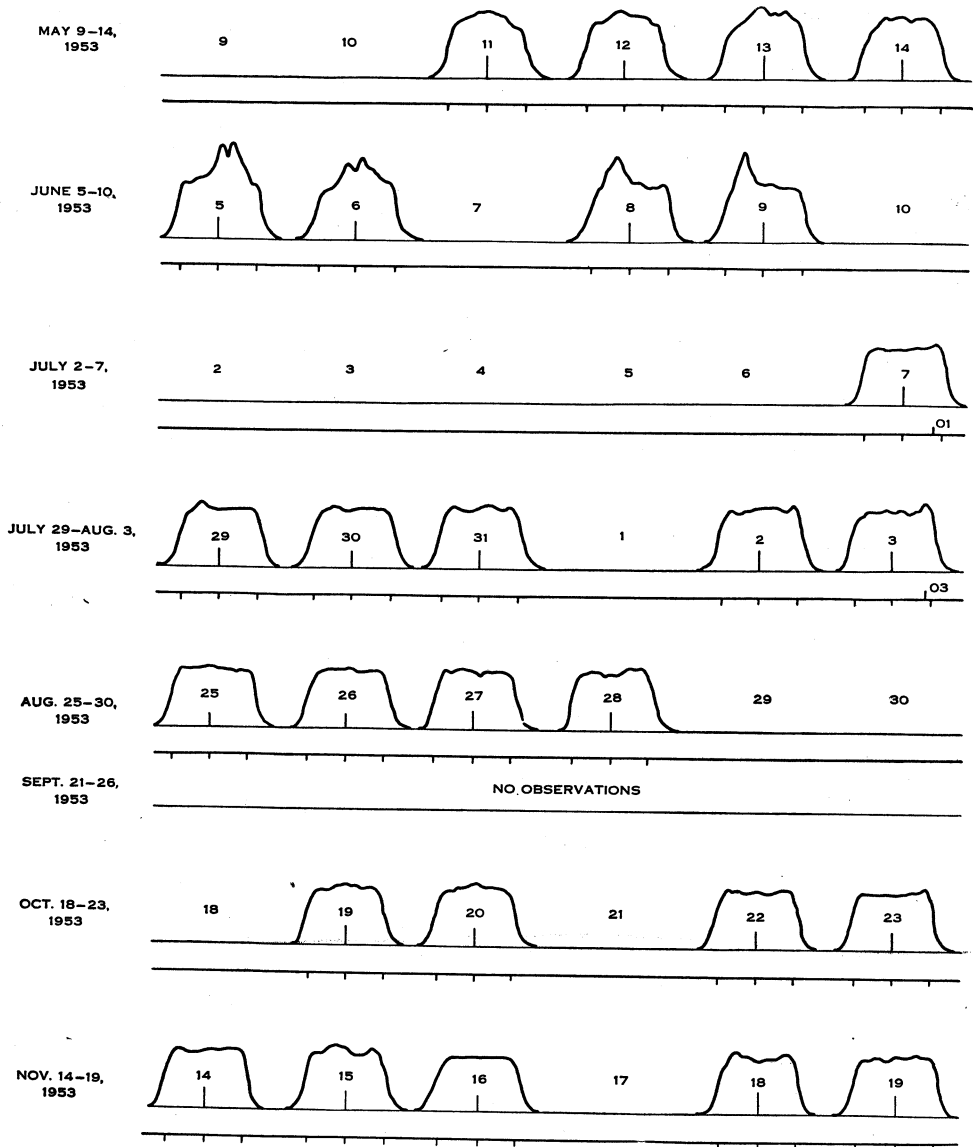 MAY 9–14,
1953
9 10 11 12 13 14
JUNE 5–10,
1953
5 6 7 8 9 10
JULY 2–7,
1953
2 3 4 5 6 7
01
JULY 29–AUG. 3,
1953
29 30 31 1 2 3
03
AUG. 25–30,
1953
25 26 27 28 29 30
SEPT. 21–26,
1953
NO OBSERVATIONS
OCT. 18–23,
1953
18 19 20 21 22 23
NOV. 14–19,
1953
14 15 16 17 18 19